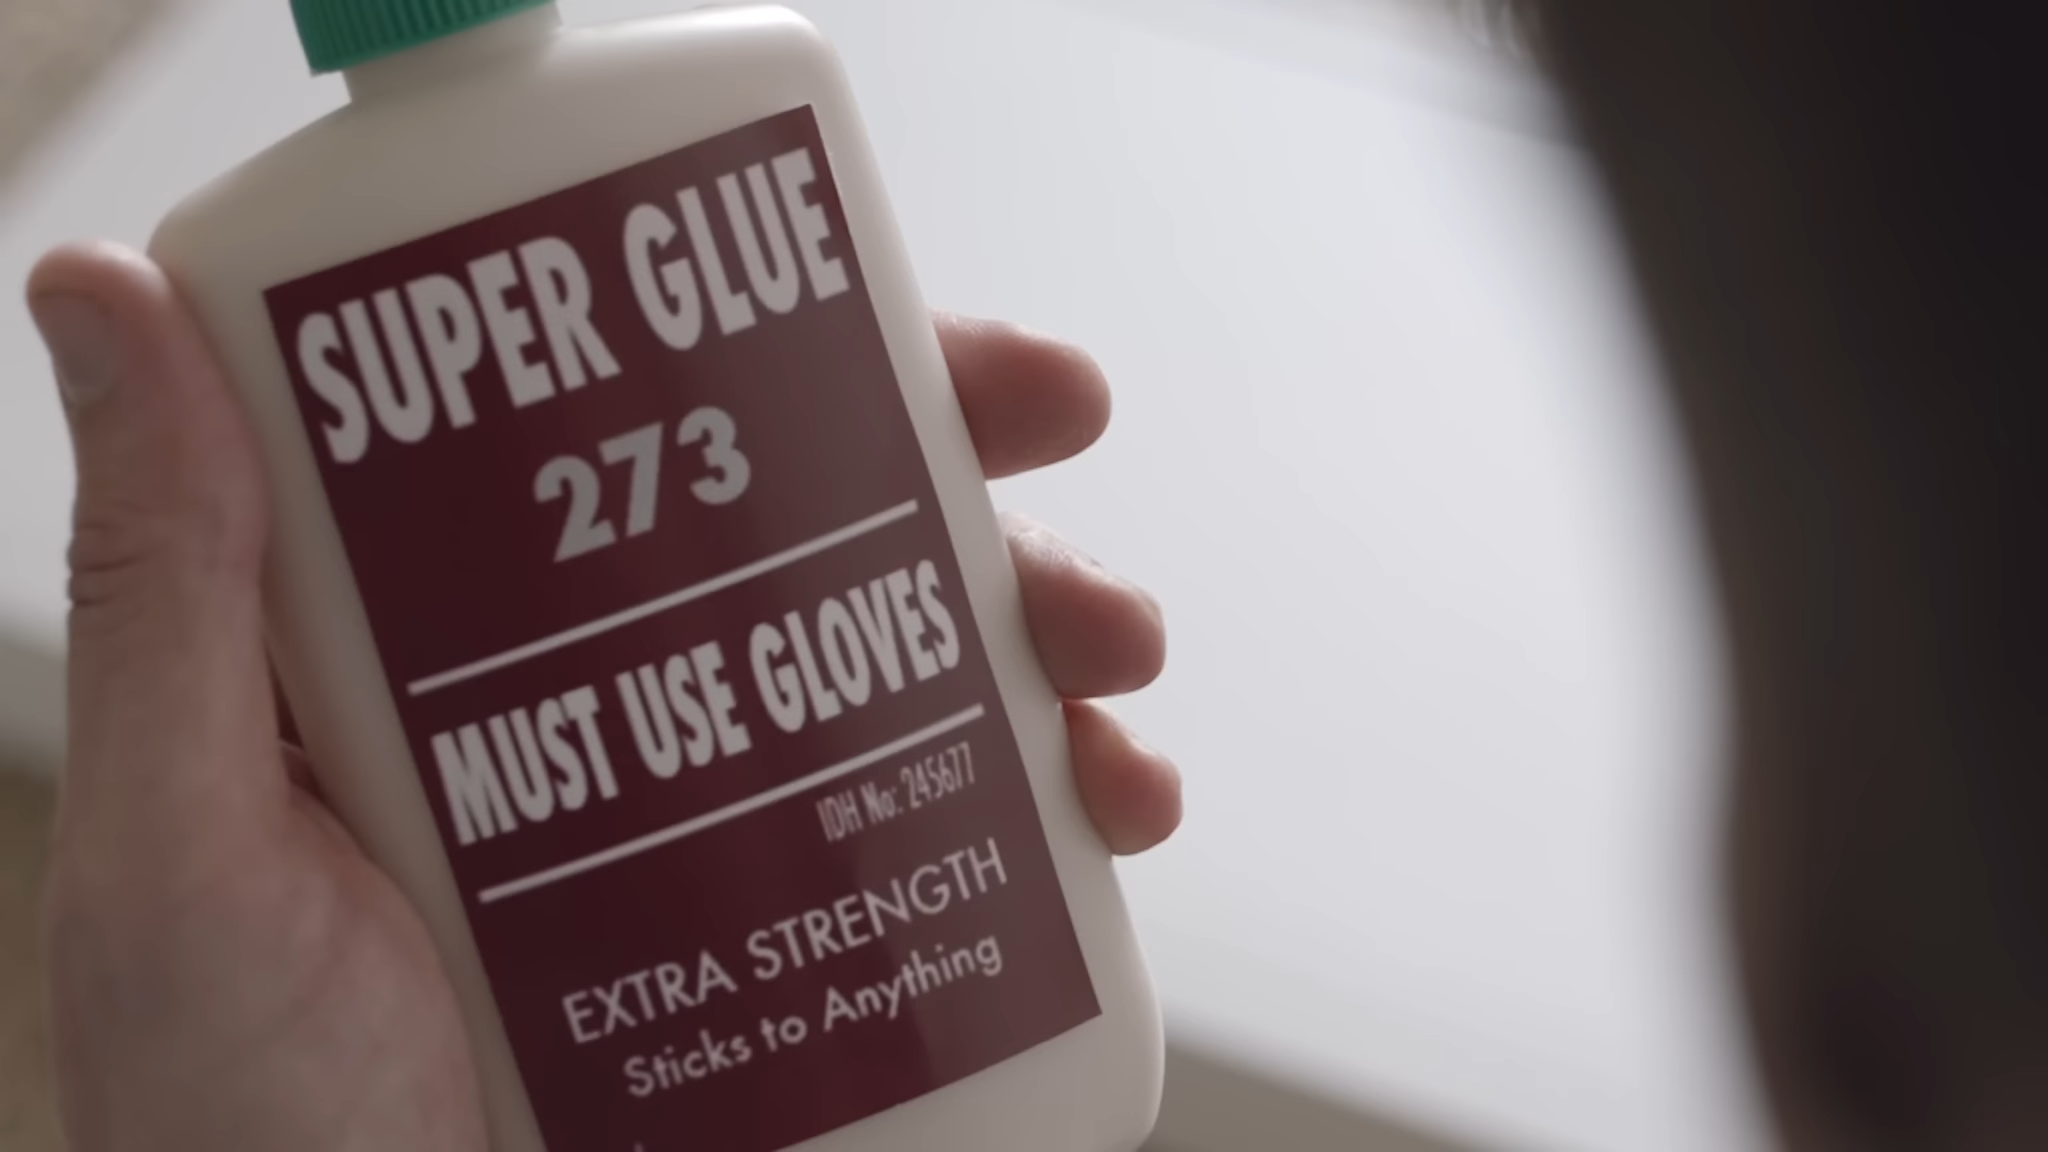 SUPER GLUE
273
MUST USE GLOVES
IDH No: 245677
EXTRA STRENGTH
Sticks to Anything